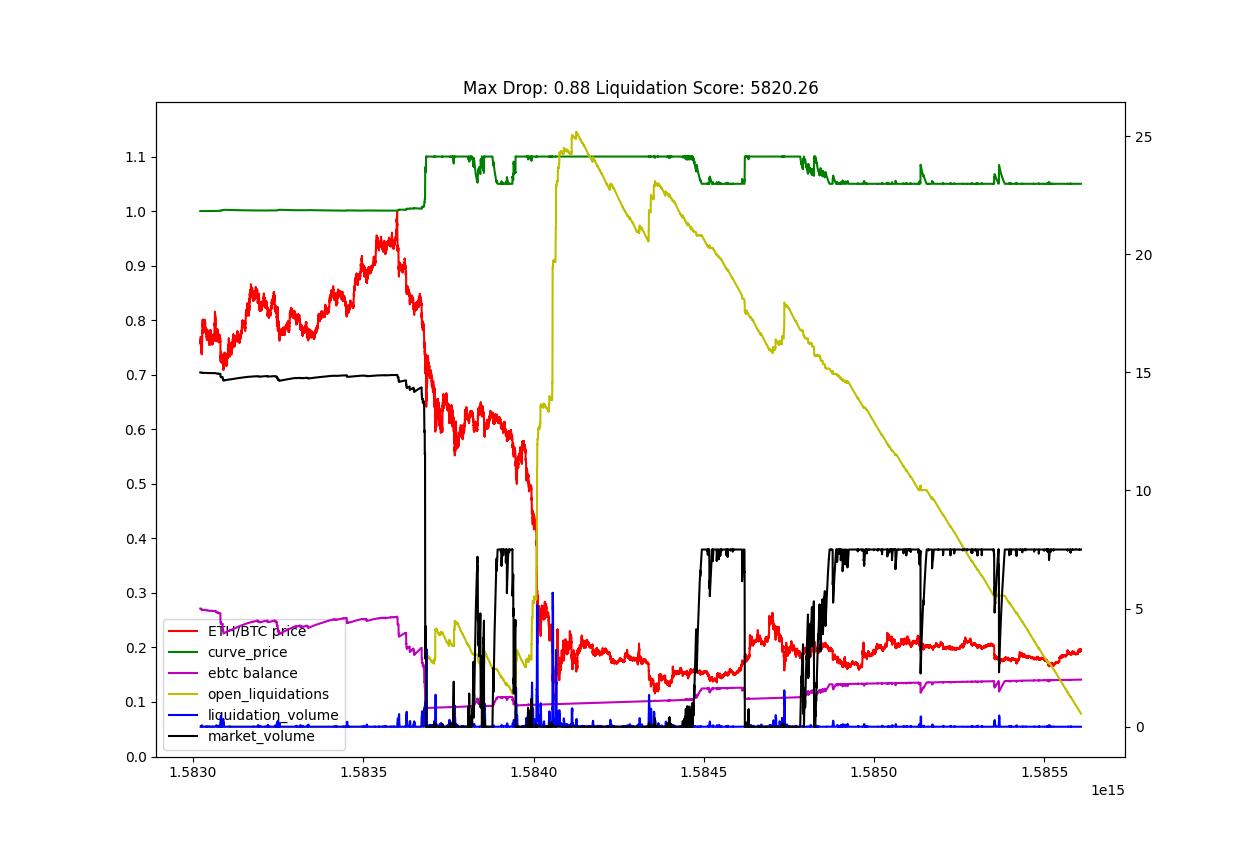 Max Drop: 0.88 Liquidation Score: 5820.26
1.1
1.0
0.9
0.8
0.7
0.6
0.5
0.4
0.3
0.2
0.1
0.0
25
20
15
10
5
0
ETH/BTC price
curve_price
ebtc balance
open_liquidations
liquidation_volume
market_volume
1.5830 1.5835 1.5840 1.5845 1.5850 1.5855
1e15